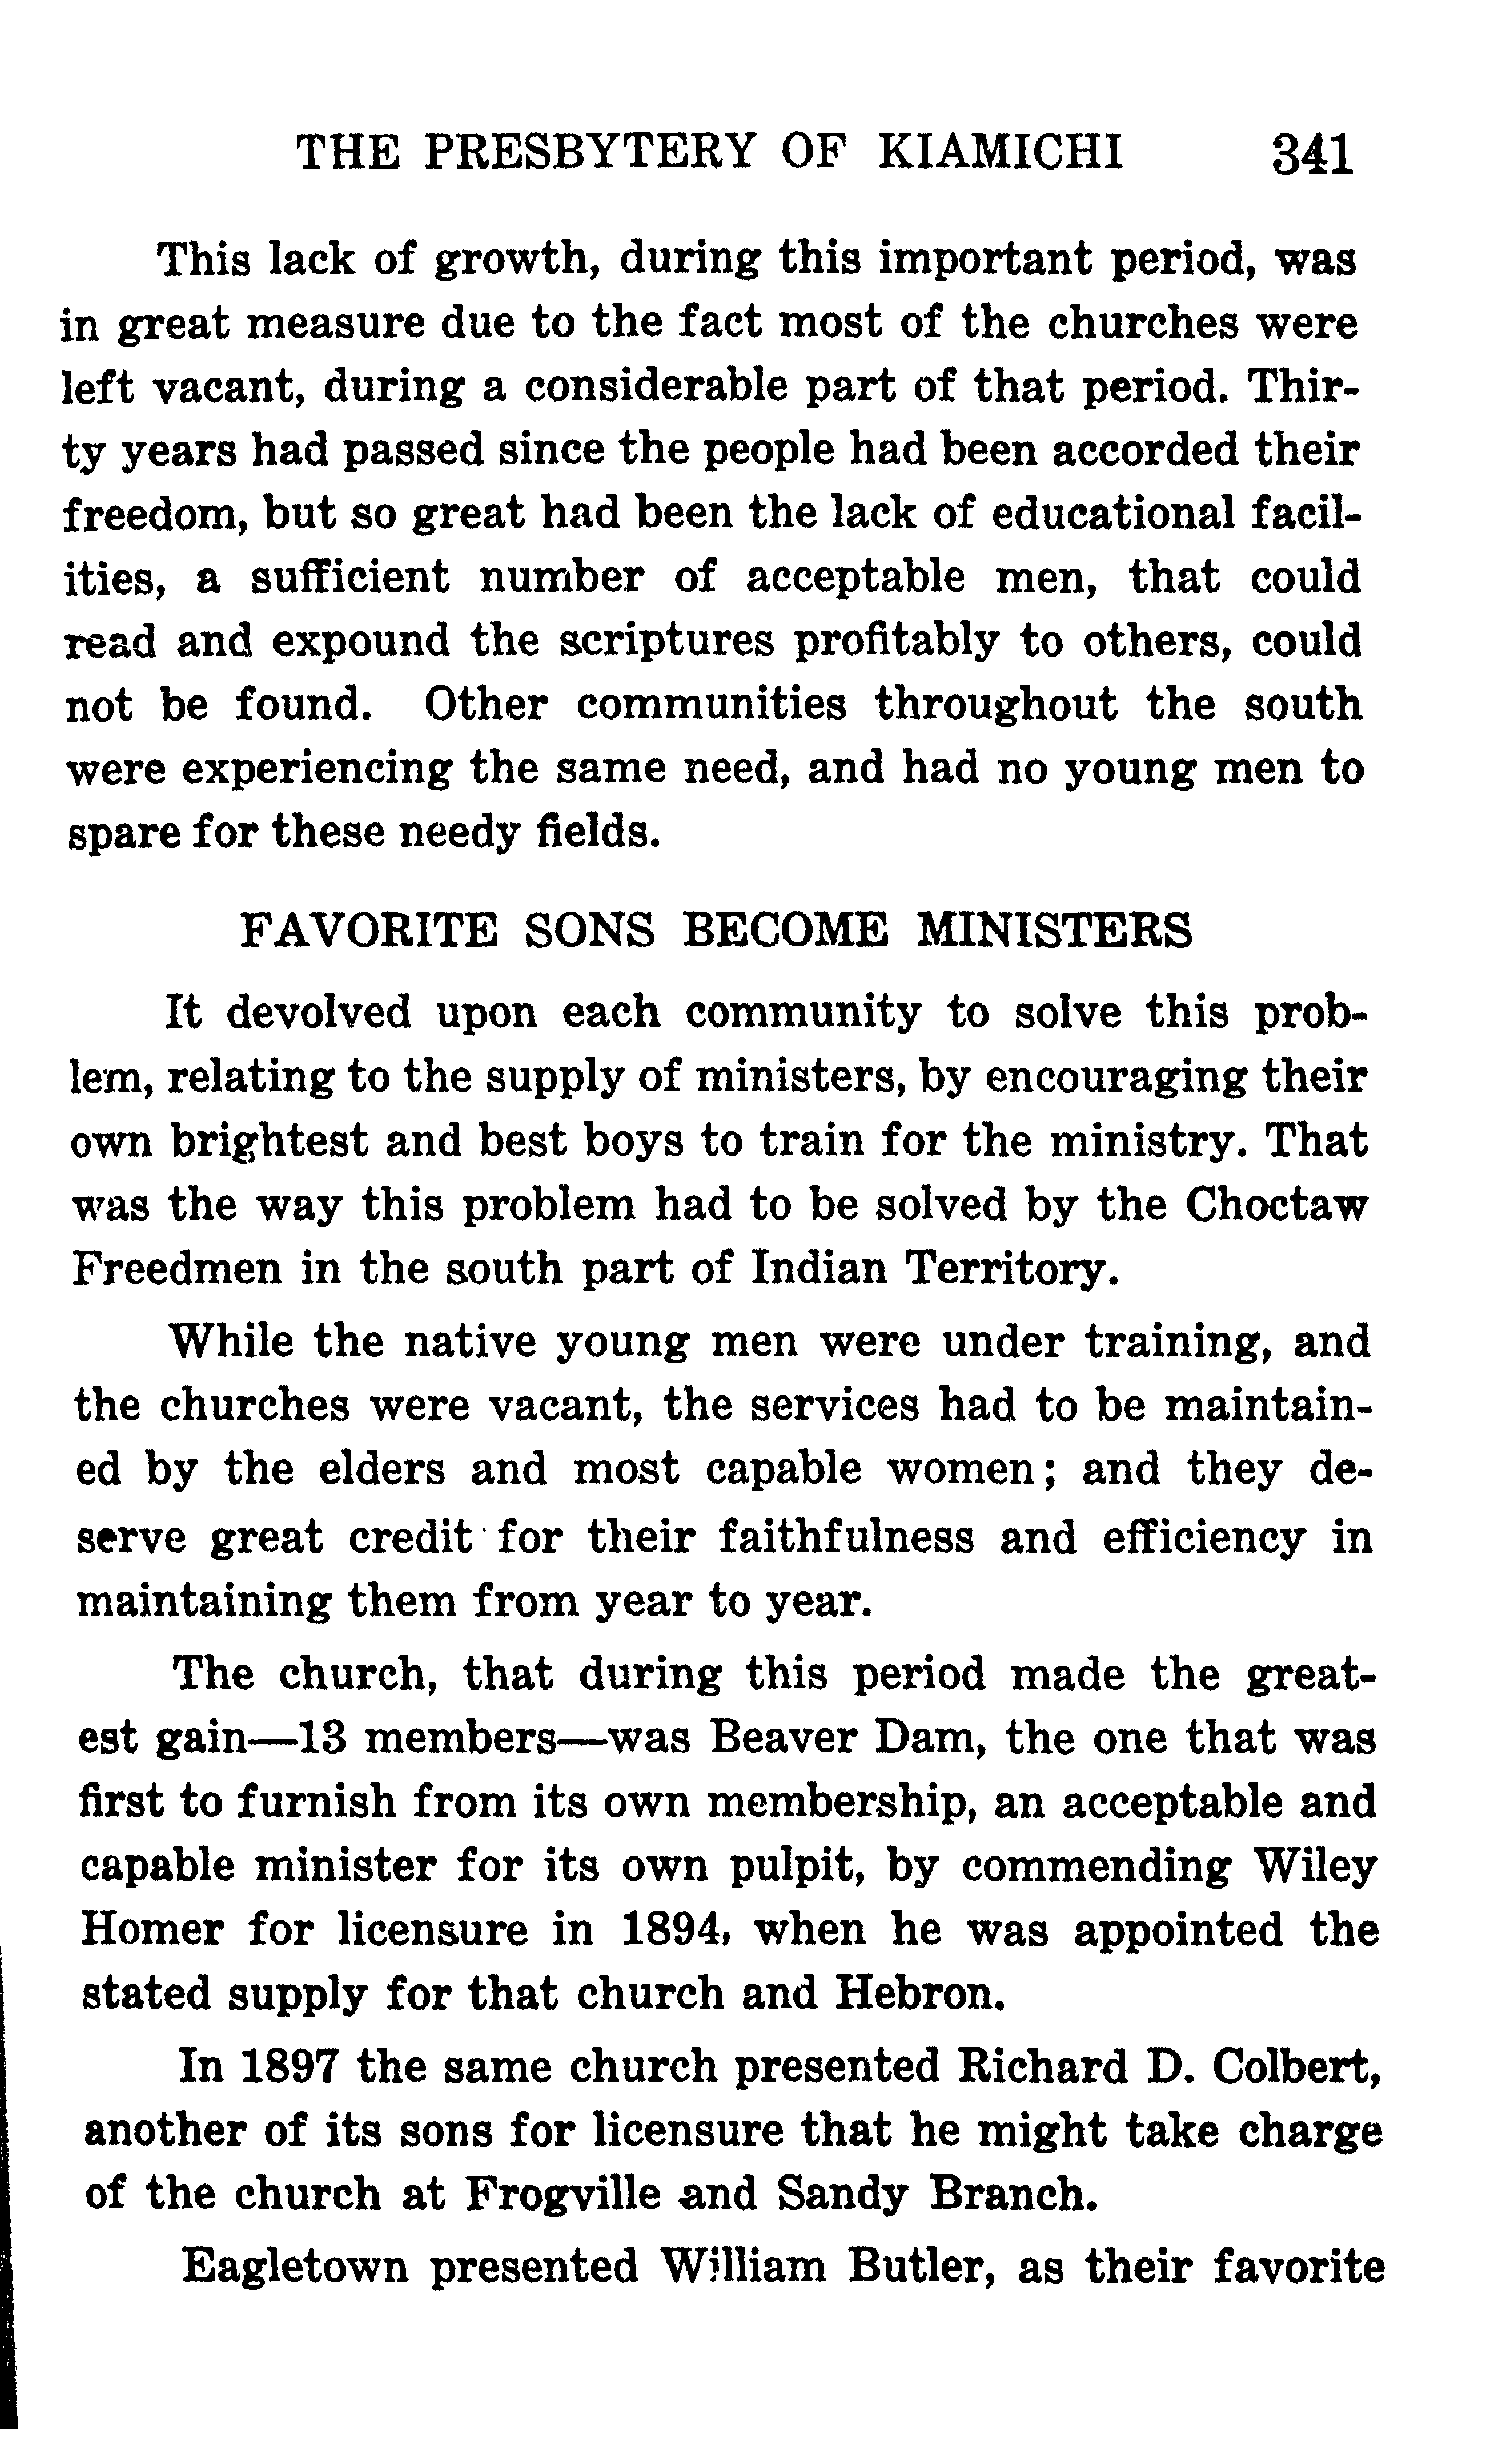 THE PRESBYTERY OF KIAMICHI 341
This lack of growth, during this important period, was
in great measure due to the fact most of the churches were
left vacant, during a considerable part of that period. Thir-
ty years had passed since the people had been accorded their
freedom, but so great had been the lack of educational facil-
ities, a sufficient number of acceptable men, that could
read and expound the scriptures profitably to others, could
not be found. Other communities throughout the south
were experiencing the same need, and had no young men to
spare for these needy fields.
FAVORITE SONS BECOME MINISTERS
It devolved upon each community to solve this prob-
lem, relating to the supply of ministers, by encouraging their
own brightest and best boys to train for the ministry. That
was the way this problem had to be solved by the Choctaw
Freedmen in the south part of Indian Territory.
While the native young men were under training, and
the churches were vacant, the services had to be maintain-
ed by the elders and most capable women; and they de-
serve great credit for their faithfulness and efficiency in
maintaining them from year to year.
The church, that during this period made the great-
est gain—13 members—was Beaver Dam, the one that was
first to furnish from its own membership, an acceptable and
capable minister for its own pulpit, by commending Wiley
Homer for licensure in 1894, when he was appointed the
stated supply for that church and Hebron.
In 1897 the same church presented Richard D. Colbert,
another of its sons for licensure that he might take charge
of the church at Frogville and Sandy Branch.
Eagletown presented William Butler, as their favorite